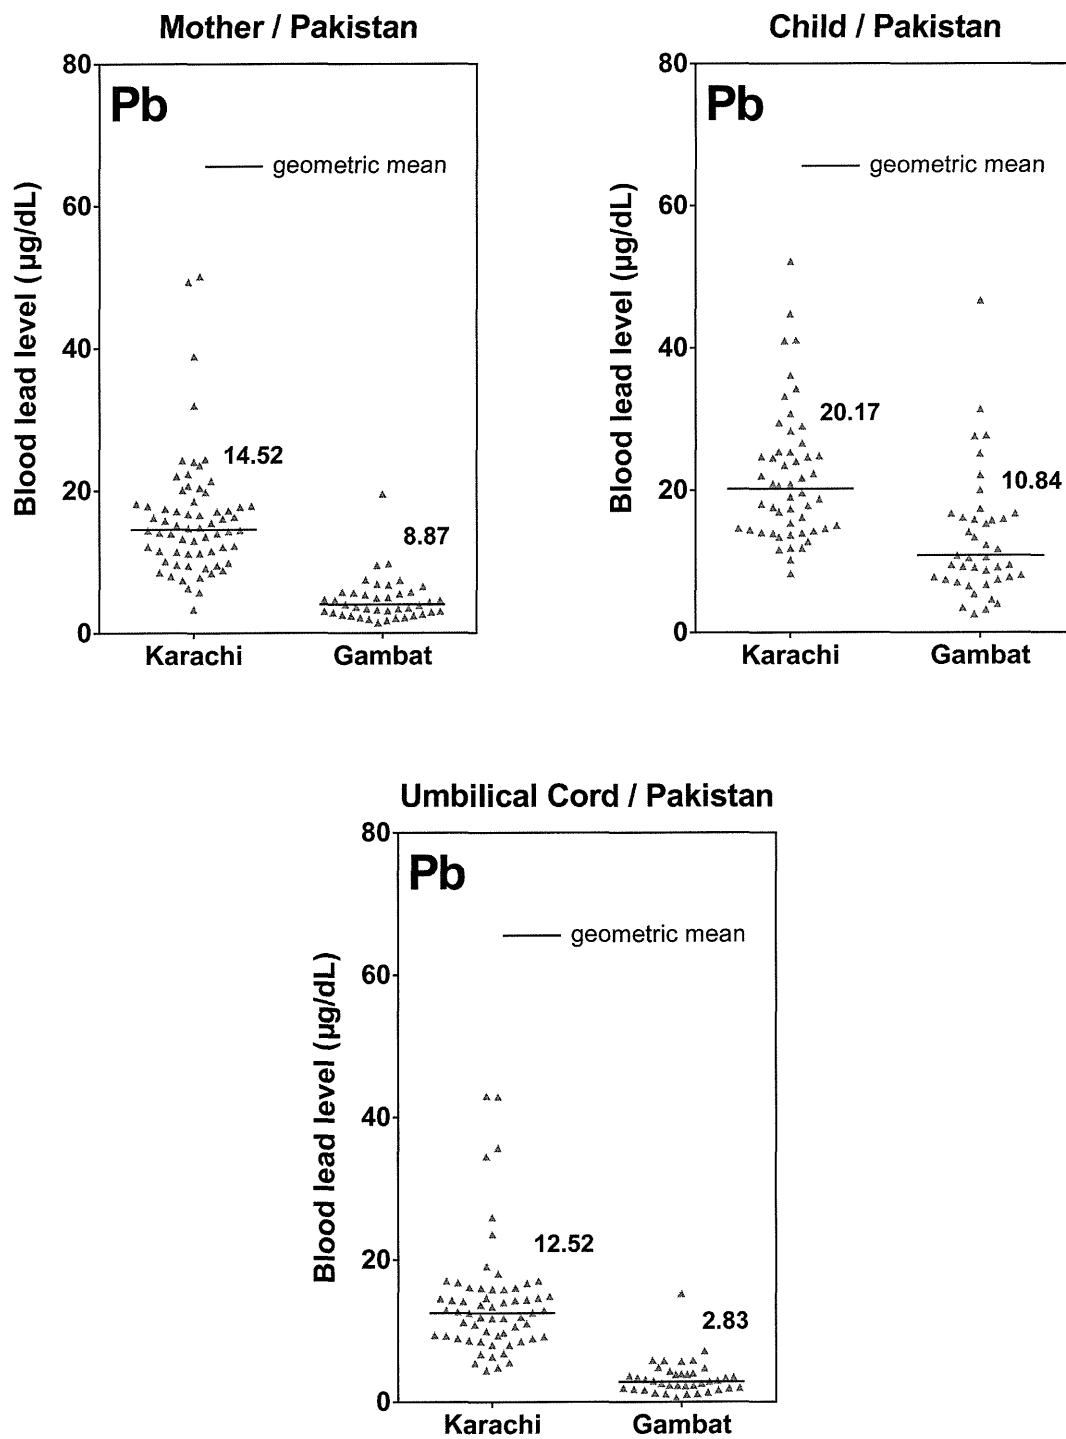 Mother / Pakistan
80
60
40
20
0
Blood lead level ( µg/dL)
Pb
geometric mean
14.52
8.87
Karachi
Gambat
Child / Pakistan
80
60
40
20
0
Blood lead level (µg/dL)
Pb
geometric mean
20.17
10.84
Karachi
Gambat
Umbilical Cord / Pakistan
80
60
40
20
0
Blood lead level (µg/dL)
Pb
geometric mean
12.52
2.83
Karachi
Gambat